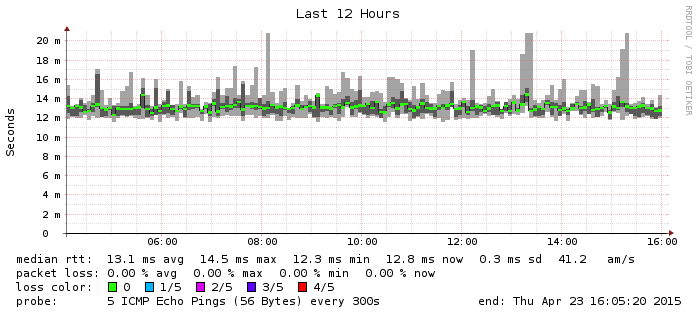 Last 12 Hours
RRDTOOL / TOBI OETIKER
Seconds
20 m
18 m
16 m
14 m
12 m
10 m
8 m
6 m
4 m
2 m
0
06:00 08:00 10:00 12:00 14:00 16:00
median rtt: 13.1 ms avg 14.5 ms max 12.3 ms min 12.8 ms now 0.3 ms sd 41.2 am/s
packet loss: 0.00 % avg 0.00 % max 0.00 % min 0.00 % now
loss color: 0 1/5 2/5 3/5 4/5
probe: 5 ICMP Echo Pings (56 Bytes) every 300s end: Thu Apr 23 16:05:20 2015